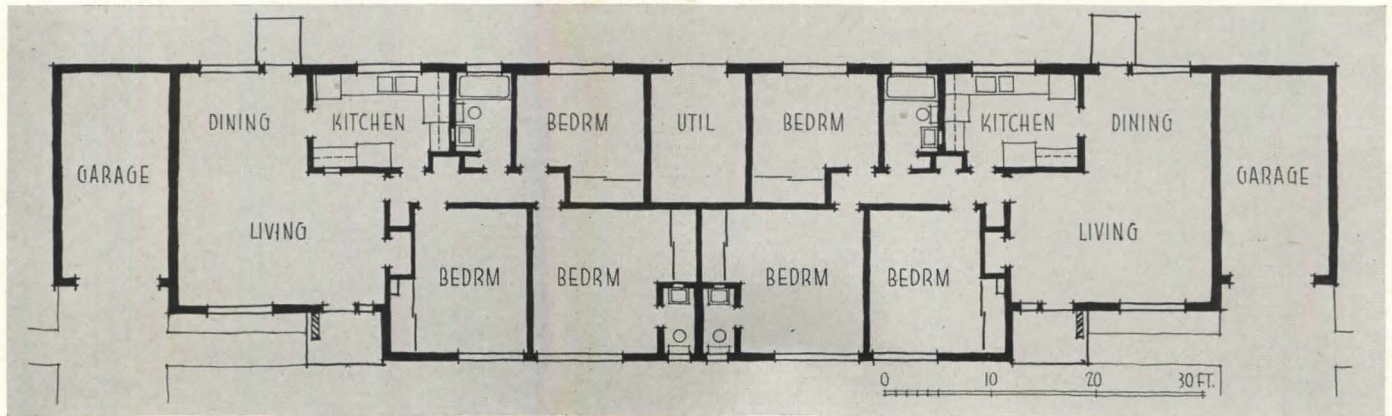 DINING
KITCHEN
BEDRM
UTIL
BEDRM
KITCHEN
DINING
GARAGE
GARAGE
LIVING
LIVING
BEDRM
BEDRM
BEDRM
BEDRM
0 10 20 30 FT.